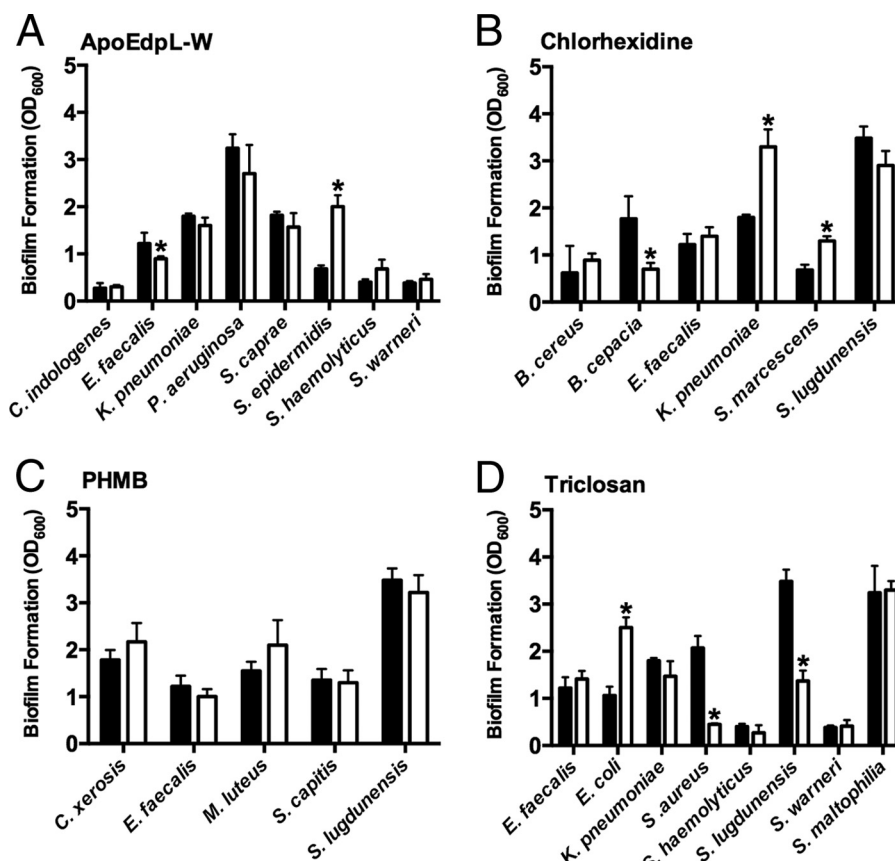 A
ApoEdpL-W
Biofilm Formation (OD600)
5
4
3
2
1
0
*
*
C. indologenes
E. faecalis
K. pneumoniae
P. aeruginosa
S. caprae
S. epidermidis
S. haemolyticus
S. warneri
B
Chlorhexidine
Biofilm Formation (OD600)
5
4
3
2
1
0
*
*
*
B. cereus
B. cepacia
E. faecalis
K. pneumoniae
S. marcescens
S. lugdunensis
C
PHMB
Biofilm Formation (OD600)
5
4
3
2
1
0
C. xerosis
E. faecalis
M. luteus
S. capitis
S. lugdunensis
D
Triclosan
Biofilm Formation (OD600)
5
4
3
2
1
0
*
*
*
E. faecalis
E. coli
K. pneumoniae
S.aureus
S. haemolyticus
S. lugdunensis
S. warneri
S. maltophilia